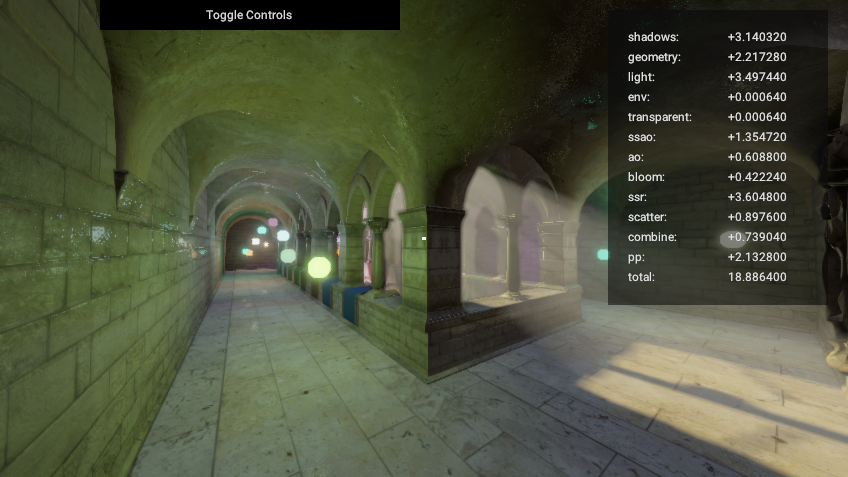 Toggle Controls
shadows: +3.140320
geometry: +2.217280
light: +3.497440
env: +0.000640
transparent: +0.000640
ssao: +1.354720
ao: +0.608800
bloom: +0.422240
ssr: +3.604800
scatter: +0.897600
combine: +0.739040
pp: +2.132800
total: 18.886400